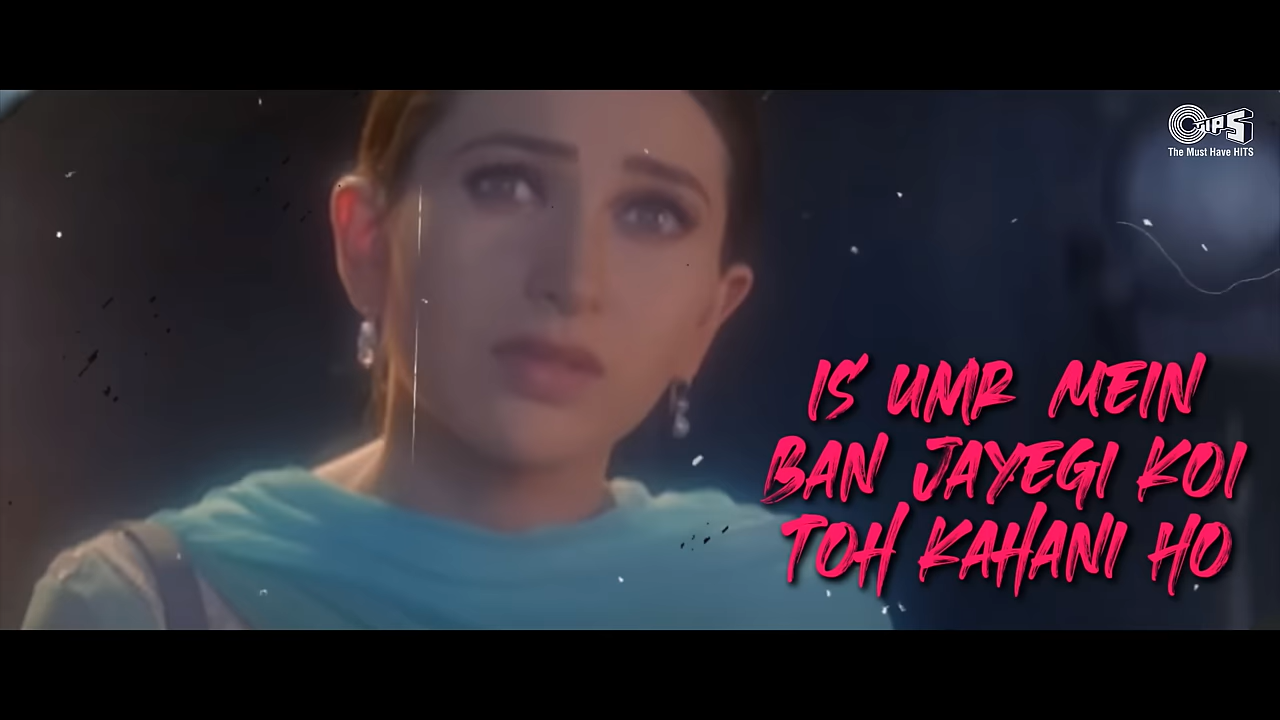 TIPS
The Must Have HITS
IS UMR MEIN
BAN JAYEGI KOI
TOH KAHANI HO